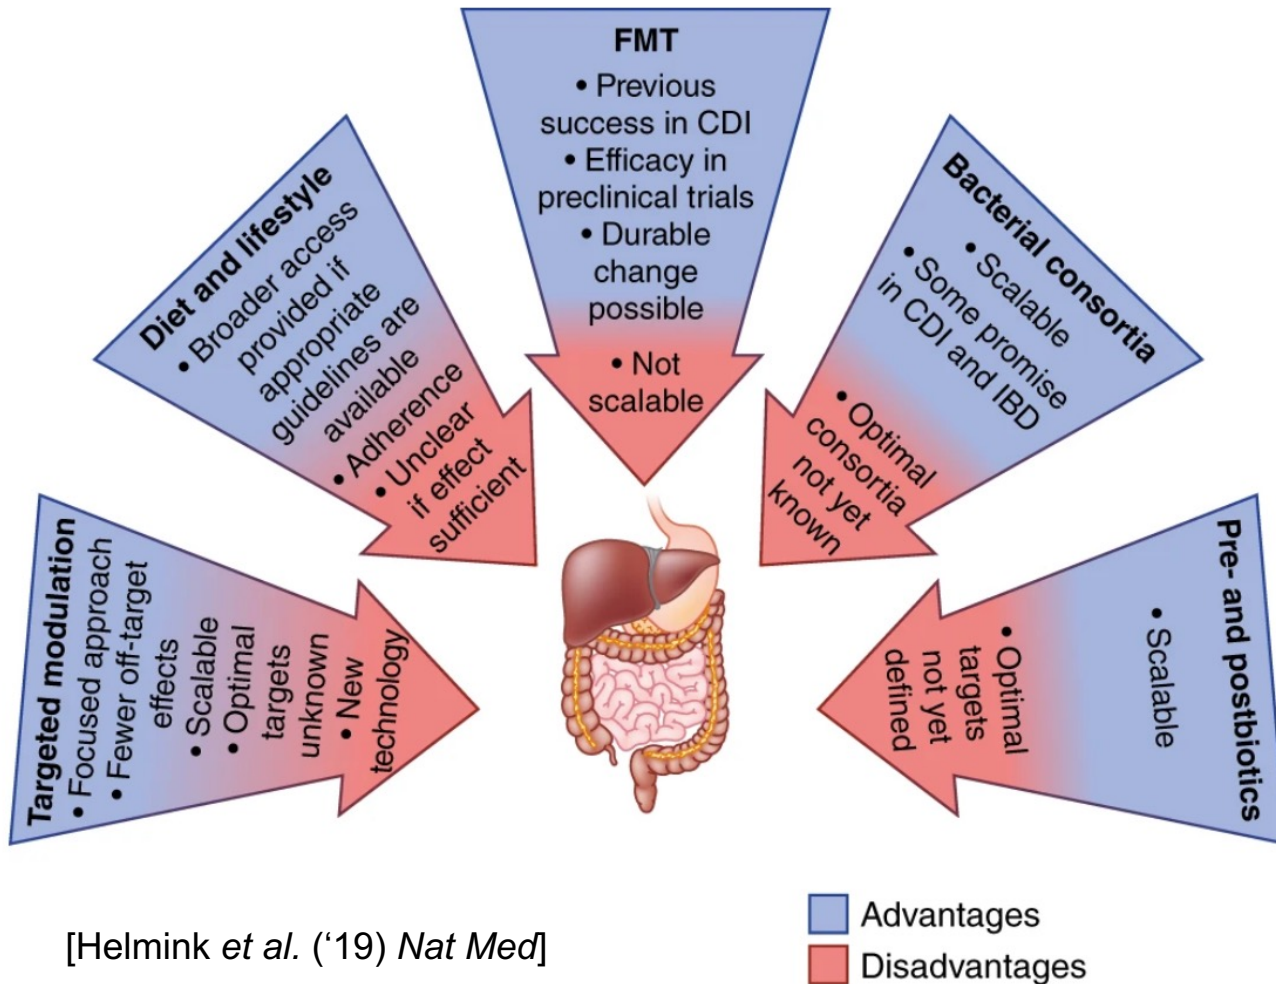 FMT
• Previous
success in CDI
• Efficacy in
preclinical trials
• Durable
change
possible
• Not
scalable
Diet and lifestyle
• Broader access
provided if
appropriate
guidelines are
available
• Adherence
• Unclear
if effect
sufficient
Bacterial consortia
• Scalable
• Some promise
in CDI and IBD
• Optimal
consortia
not yet
known
Targeted modulation
• Focused approach
• Fewer off-target
effects
• Scalable
• Optimal
targets
unknown
• New
technology
Pre- and postbiotics
• Scalable
• Optimal
targets
not yet
defined
Advantages
Disadvantages
[Helmink et al. (‘19) Nat Med]